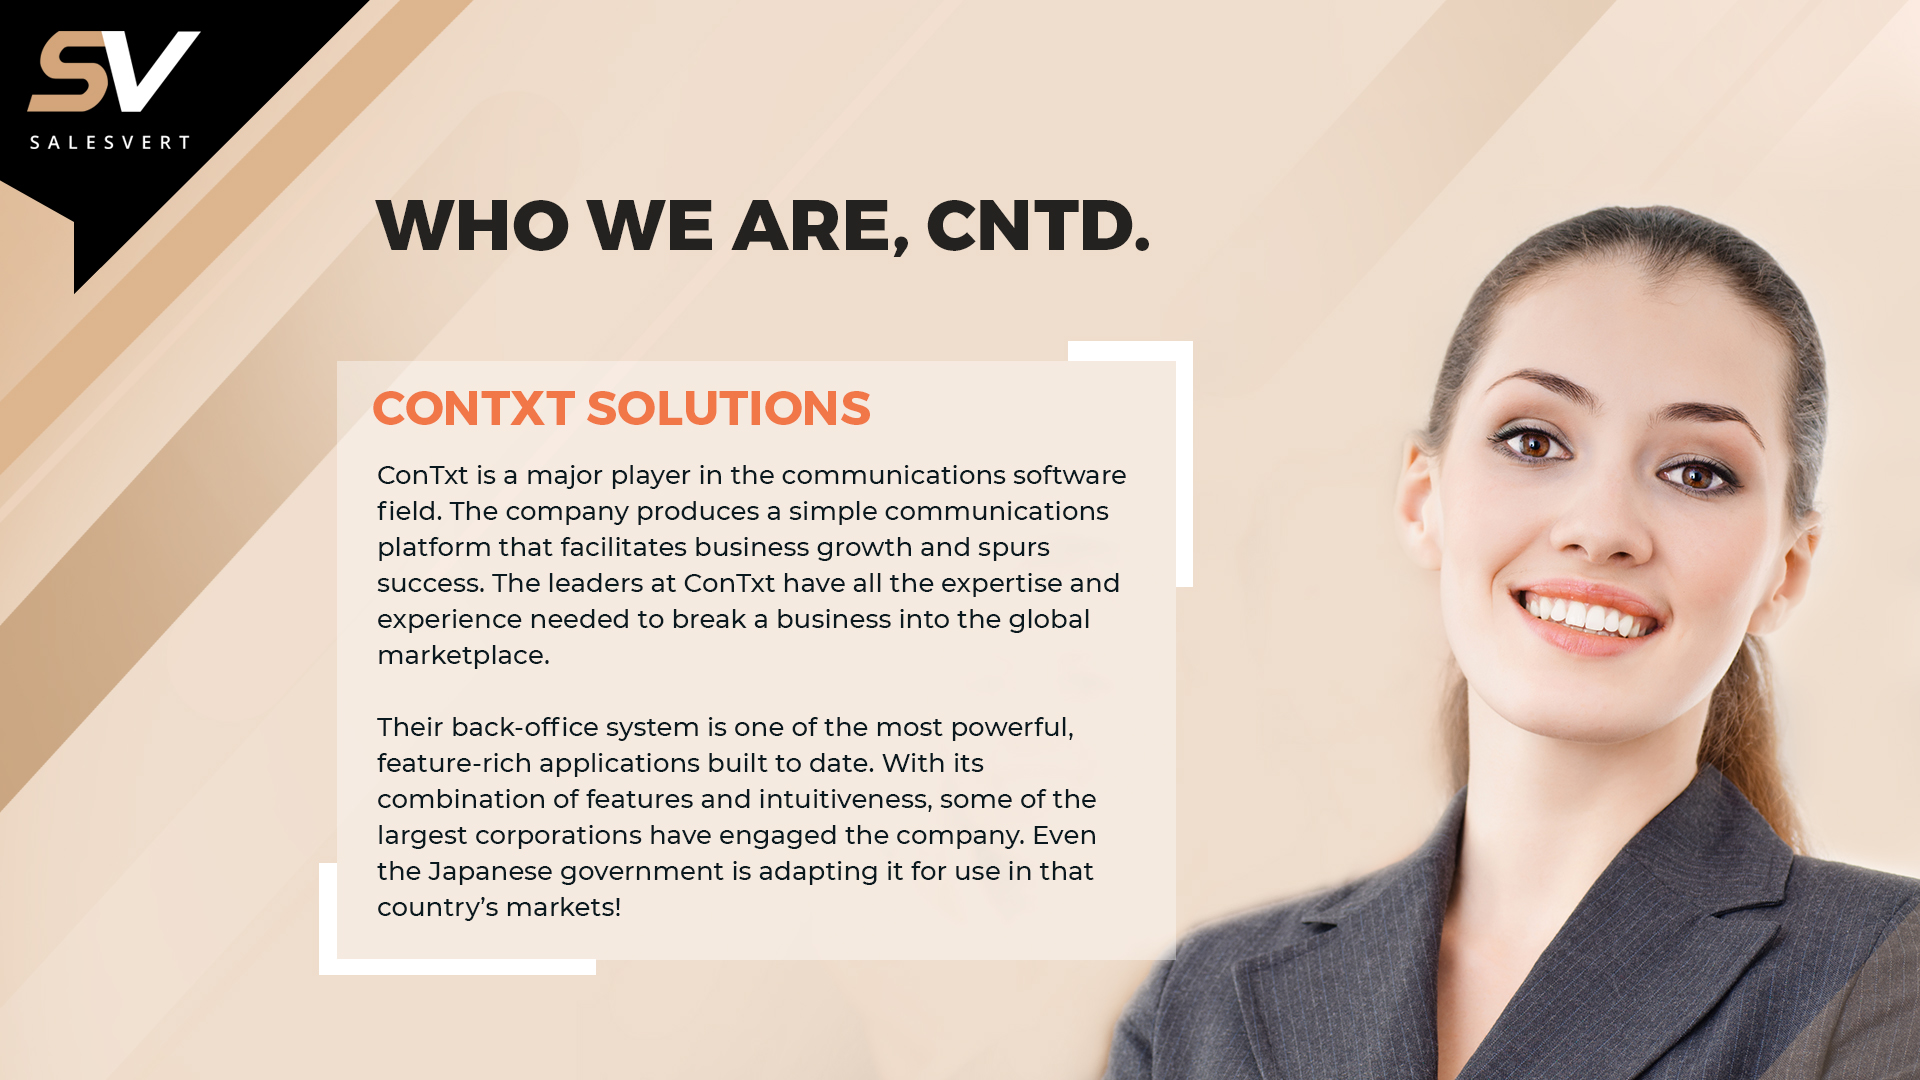 SV
SALESVERT
WHO WE ARE, CNTD.
CONTXT SOLUTIONS
ConTxt is a major player in the communications software
field. The company produces a simple communications
platform that facilitates business growth and spurs
success. The leaders at ConTxt have all the expertise and
experience needed to break a business into the global
marketplace.
Their back-office system is one of the most powerful,
feature-rich applications built to date. With its
combination of features and intuitiveness, some of the
largest corporations have engaged the company. Even
the Japanese government is adapting it for use in that
country’s markets!